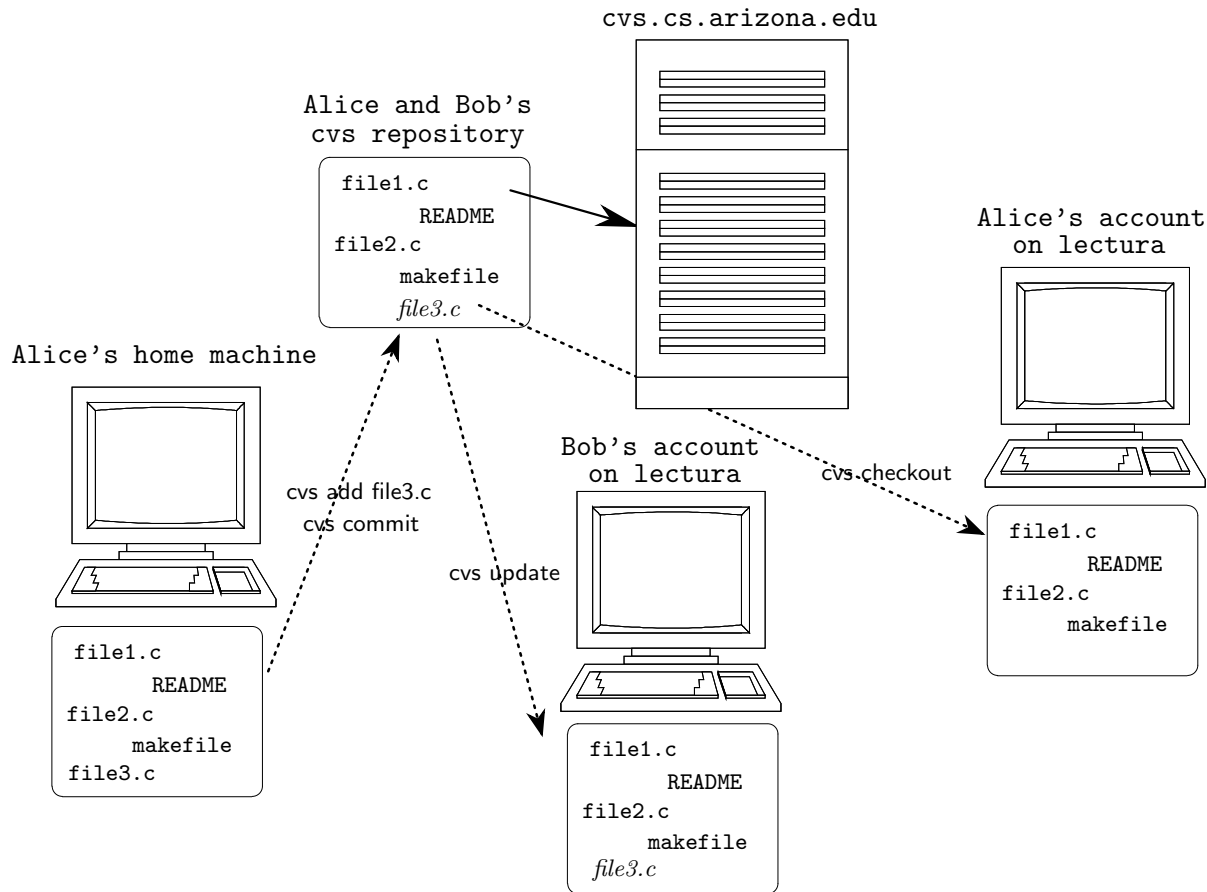 cvs.cs.arizona.edu
Alice and Bob's
cvs repository
file1.c
README
file2.c
makefile
file3.c
Alice's account
on lectura
Alice's home machine
cvs add file3.c
cvs commit
Bob's account
on lectura
cvs checkout
cvs update
file1.c
README
file2.c
makefile
file1.c
README
file2.c
makefile
file3.c
file1.c
README
file2.c
makefile
file3.c